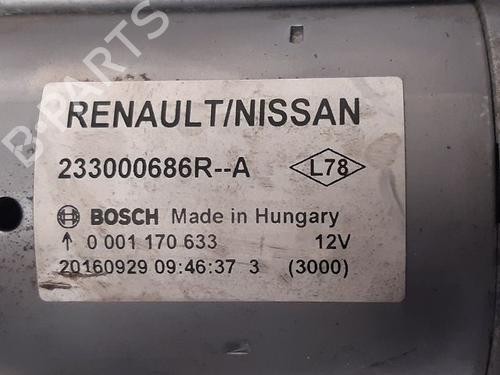 B-PARTS
RENAULT/NISSAN
233000686R--A L78
BOSCH Made in Hungary
↑ 0 001 170 633 12V
20160929 09:46:37 3 (3000)